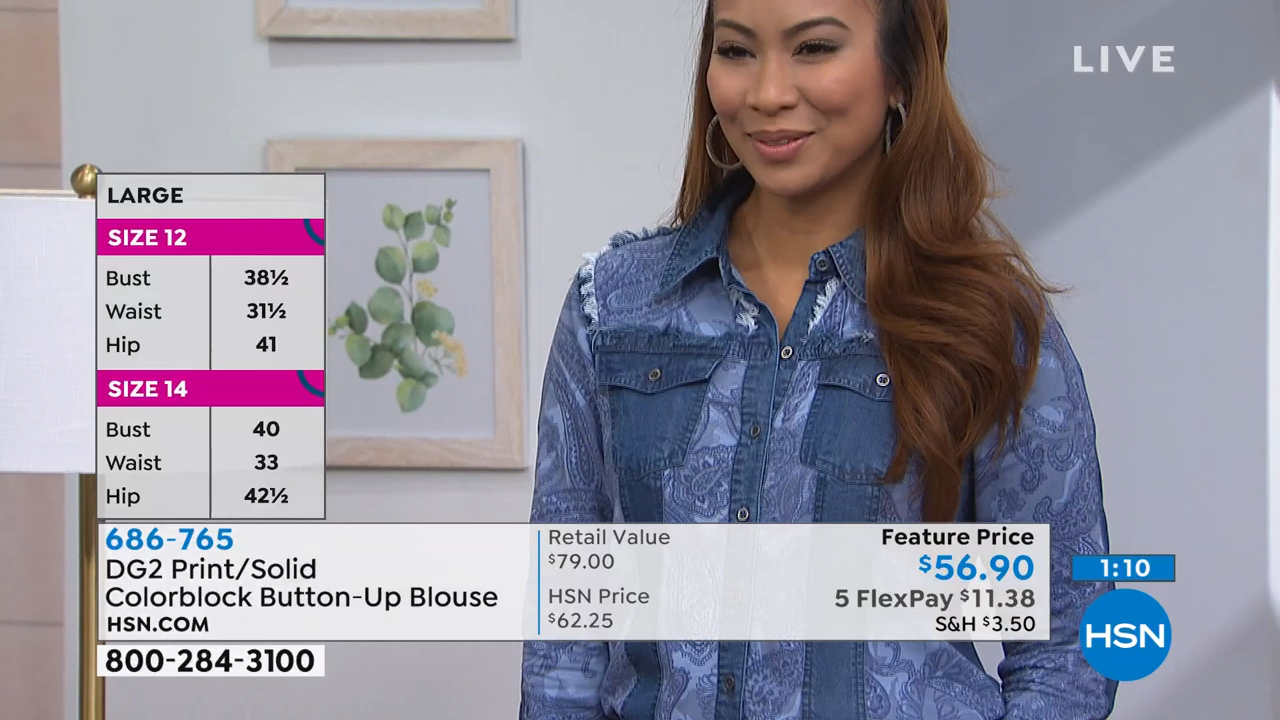 LIVE
LARGE
SIZE 12
Bust 38½
Waist 31½
Hip 41
SIZE 14
Bust 40
Waist 33
Hip 42½
686-765
DG2 Print/Solid
Colorblock Button-Up Blouse
HSN.COM
800-284-3100
Retail Value
$79.00
HSN Price
$62.25
Feature Price
$56.90
5 FlexPay $11.38
S&H $3.50
1:10
HSN